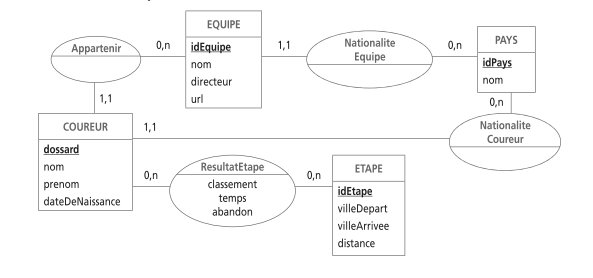 EQUIPE
idEquipe
nom
directeur
url
Appartenir
0,n
1,1
Nationalite
Equipe
0,n
PAYS
idPays
nom
1,1
0,n
COUREUR
dossard
nom
prenom
dateDeNaissance
1,1
Nationalite
Coureur
0,n
ResultatEtape
classement
temps
abandon
0,n
ETAPE
idEtape
villeDepart
villeArrivee
distance